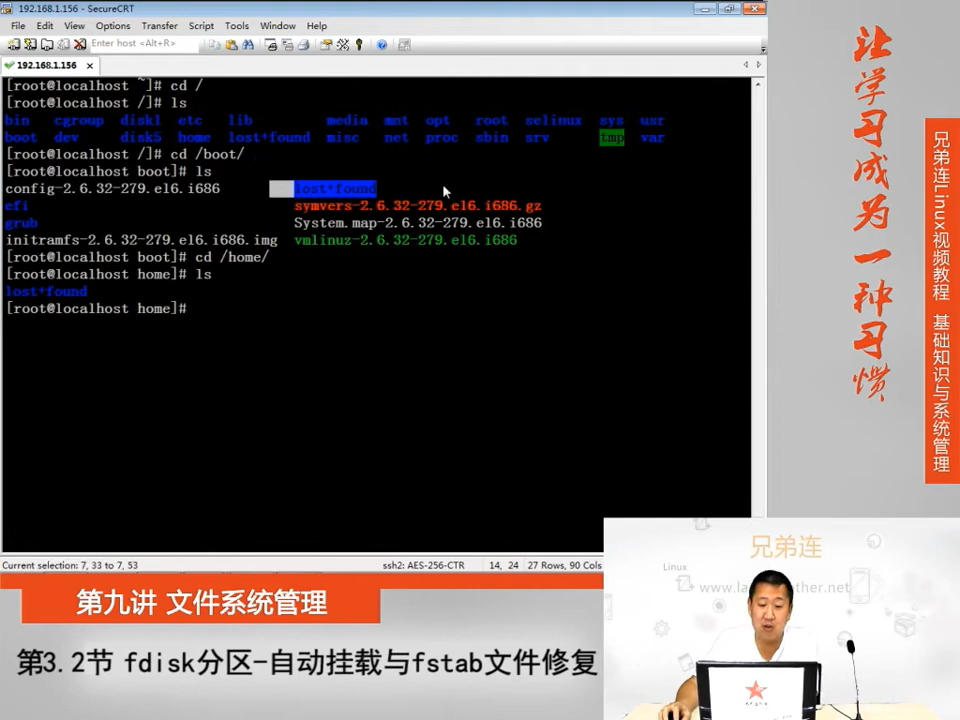 192.168.1.156 - SecureCRT
File Edit View Options Transfer Script Tools Window Help
Enter host <Alt+R>
192.168.1.156
[root@localhost ~]# cd /
[root@localhost /]# ls
bin cgroup disk1 etc lib media mnt opt root selinux sys usr
boot dev disk5 home lost+found misc net proc sbin srv tmp var
[root@localhost /]# cd /boot/
[root@localhost boot]# ls
config-2.6.32-279.el6.i686 lost+found
efi symvers-2.6.32-279.el6.i686.gz
grub System.map-2.6.32-279.el6.i686
initramfs-2.6.32-279.el6.i686.img vmlinuz-2.6.32-279.el6.i686
[root@localhost boot]# cd /home/
[root@localhost home]# ls
lost+found
[root@localhost home]#
Current selection: 7, 33 to 7, 53 ssh2: AES-256-CTR 14, 24 27 Rows, 90 Cols
让学习成为一种习惯
兄弟连Linux视频教程 基础知识与系统管理
兄弟连
Linux
第九讲 文件系统管理
第3.2节 fdisk分区-自动挂载与fstab文件修复